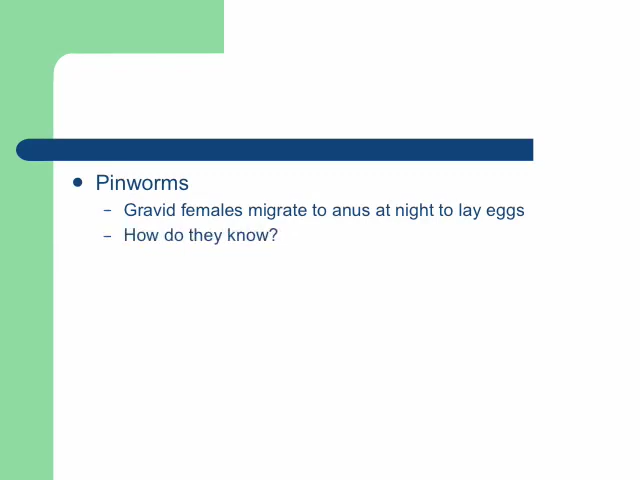 ● Pinworms
– Gravid females migrate to anus at night to lay eggs
– How do they know?